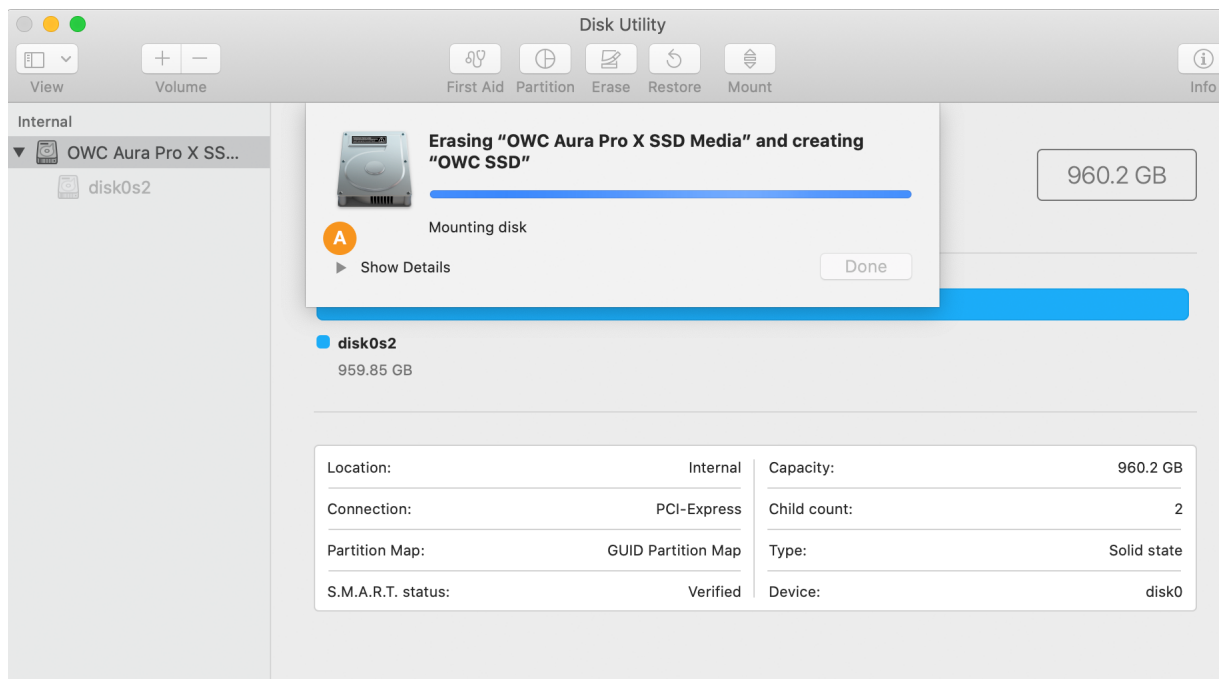 Disk Utility
View
Volume
First Aid
Partition
Erase
Restore
Mount
Info
Internal
OWC Aura Pro X SS...
disk0s2
Erasing “OWC Aura Pro X SSD Media” and creating
“OWC SSD”
960.2 GB
Mounting disk
A
Show Details
Done
disk0s2
959.85 GB
Location: Internal
Capacity: 960.2 GB
Connection: PCI-Express
Child count: 2
Partition Map: GUID Partition Map
Type: Solid state
S.M.A.R.T. status: Verified
Device: disk0